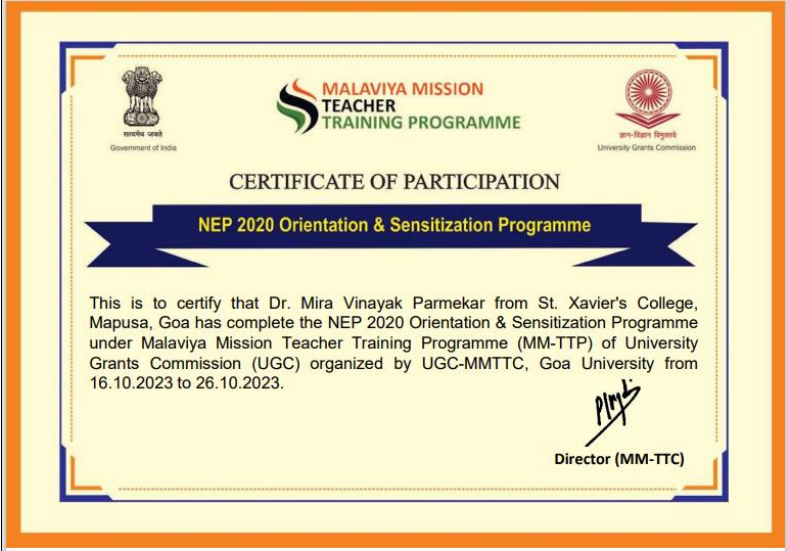 MALAVIYA MISSION
TEACHER
TRAINING PROGRAMME
सत्यमेव जयते
Government of India
ज्ञान-विज्ञान विमुक्तये
University Grants Commission
CERTIFICATE OF PARTICIPATION
NEP 2020 Orientation & Sensitization Programme
This is to certify that Dr. Mira Vinayak Parmekar from St. Xavier's College,
Mapusa, Goa has complete the NEP 2020 Orientation & Sensitization Programme
under Malaviya Mission Teacher Training Programme (MM-TTP) of University
Grants Commission (UGC) organized by UGC-MMTTC, Goa University from
16.10.2023 to 26.10.2023.
Director (MM-TTC)